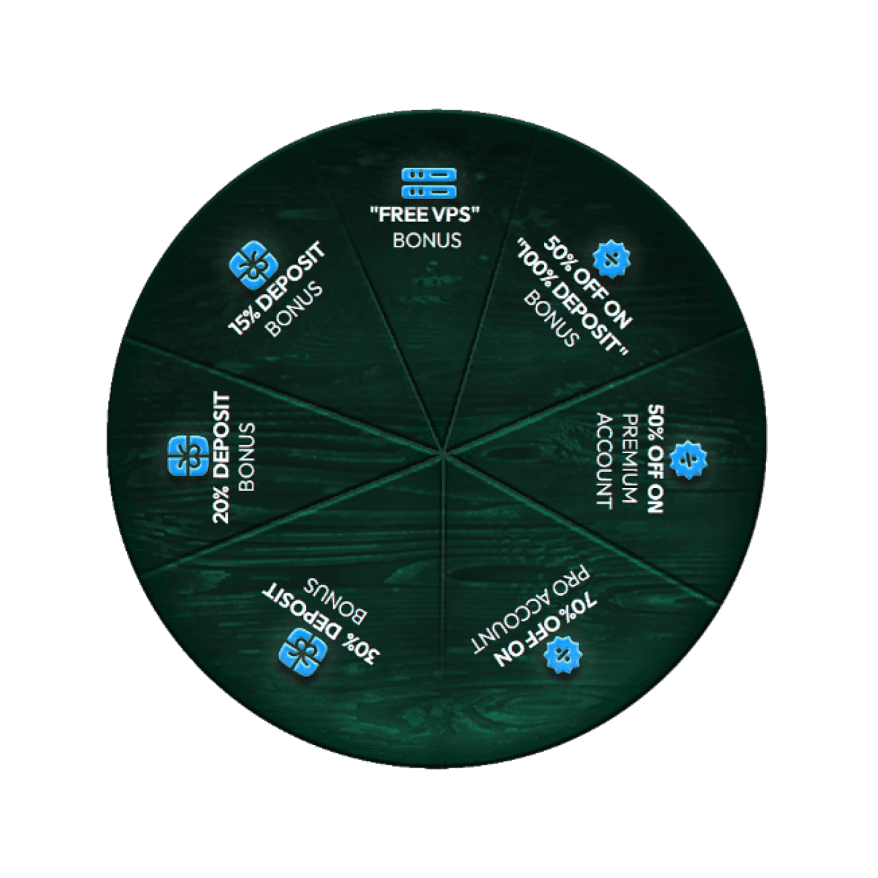 "FREE VPS"
BONUS
50% OFF ON
"100% DEPOSIT"
BONUS
50% OFF ON
PREMIUM
ACCOUNT
70% OFF ON
PRO ACCOUNT
30% DEPOSIT
BONUS
20% DEPOSIT
BONUS
15% DEPOSIT
BONUS